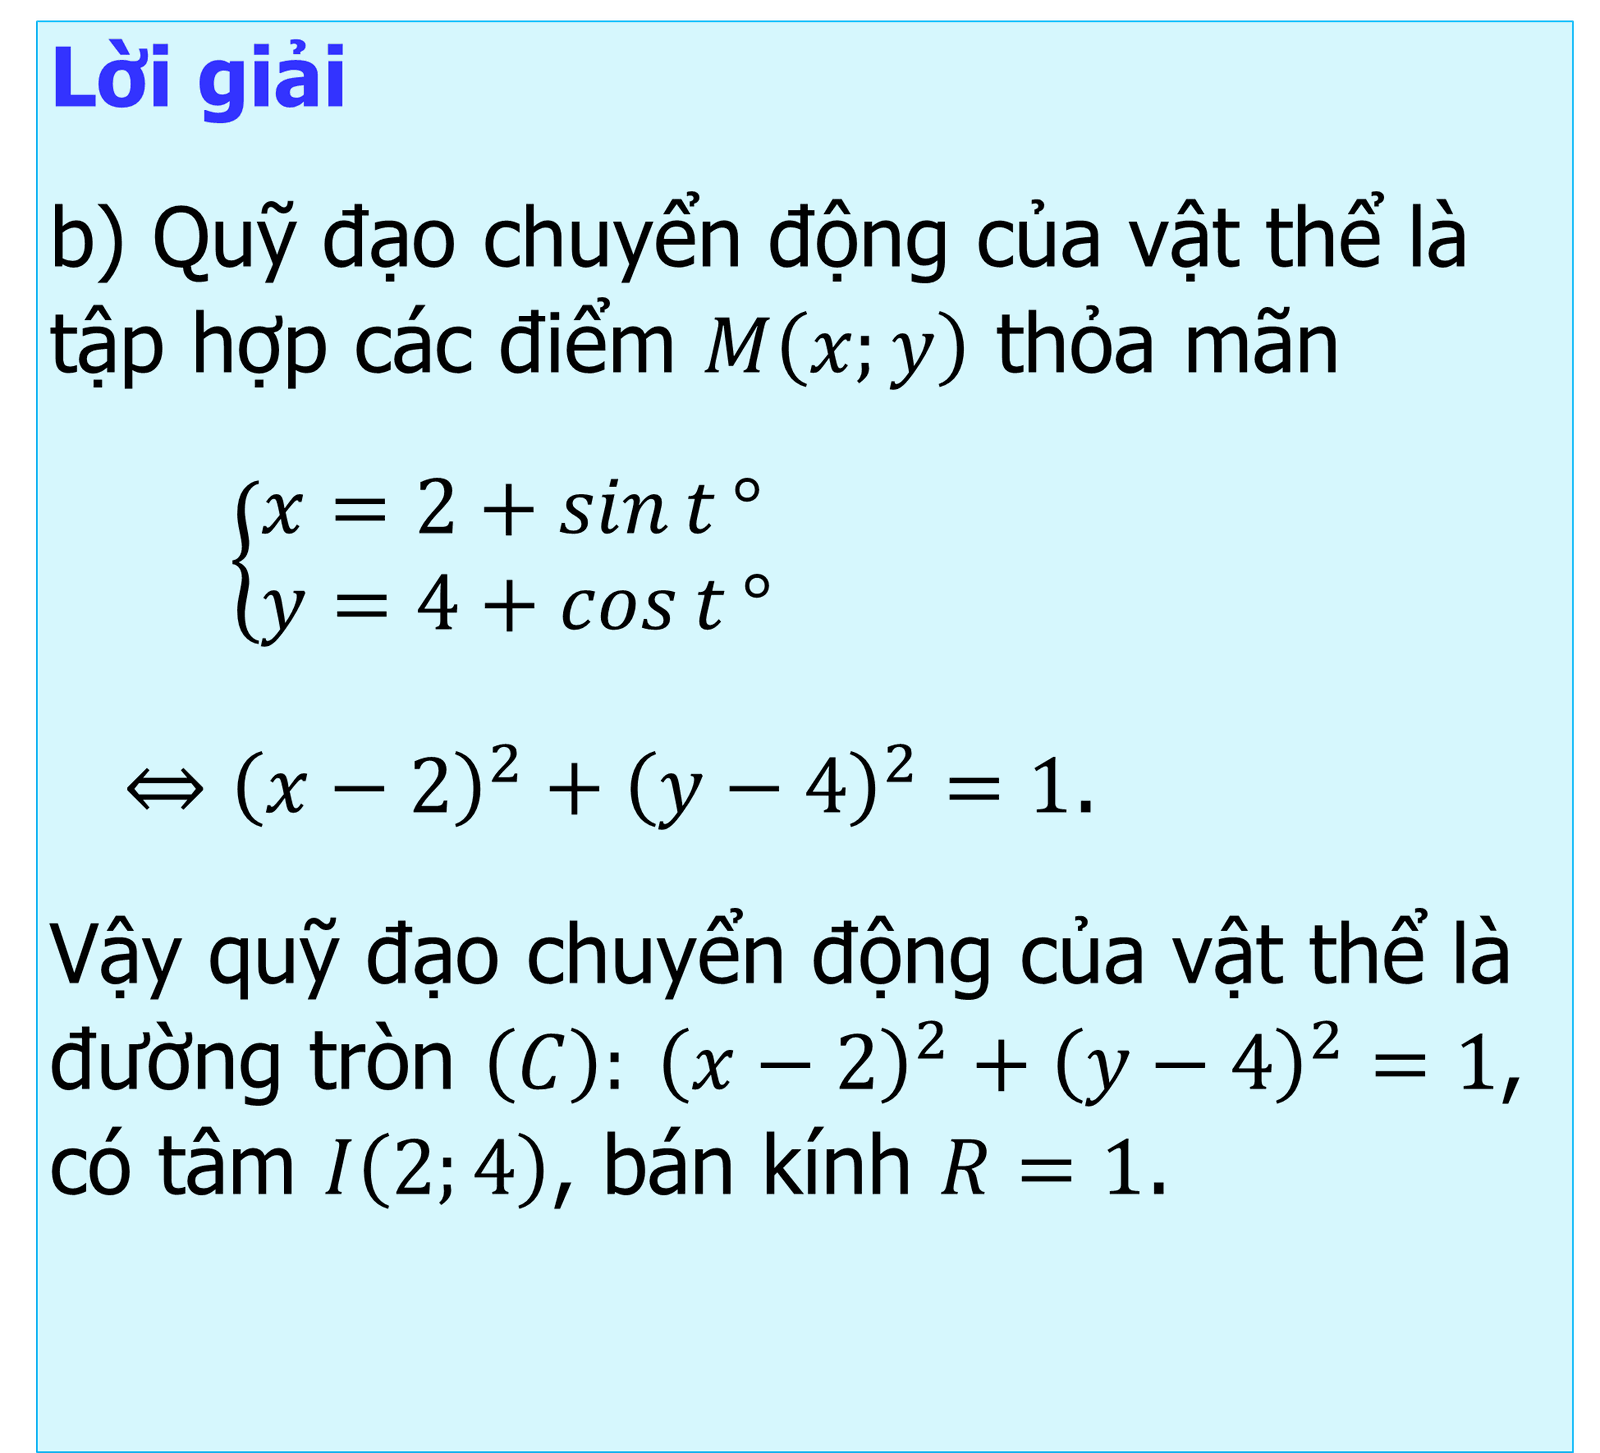 Lời giải
b) Quỹ đạo chuyển động của vật thể là
tập hợp các điểm M(x; y) thỏa mãn
{x = 2 + sin t°
y = 4 + cos t°
⇔ (x − 2)² + (y − 4)² = 1.
Vậy quỹ đạo chuyển động của vật thể là
đường tròn (C): (x − 2)² + (y − 4)² = 1,
có tâm I(2; 4), bán kính R = 1.